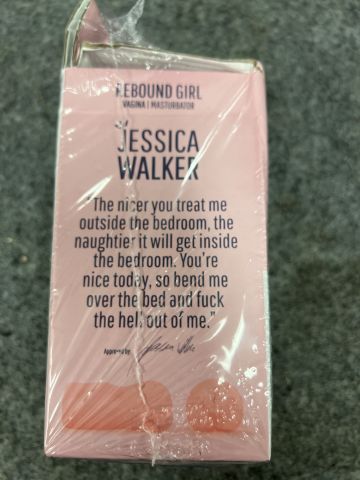 REBOUND GIRL
VAGINA | MASTURBATOR
JESSICA
WALKER
"The nicer you treat me
outside the bedroom, the
naughtier it will get inside
the bedroom. You're
nice today, so bend me
over the bed and fuck
the hell out of me."
Approved by: